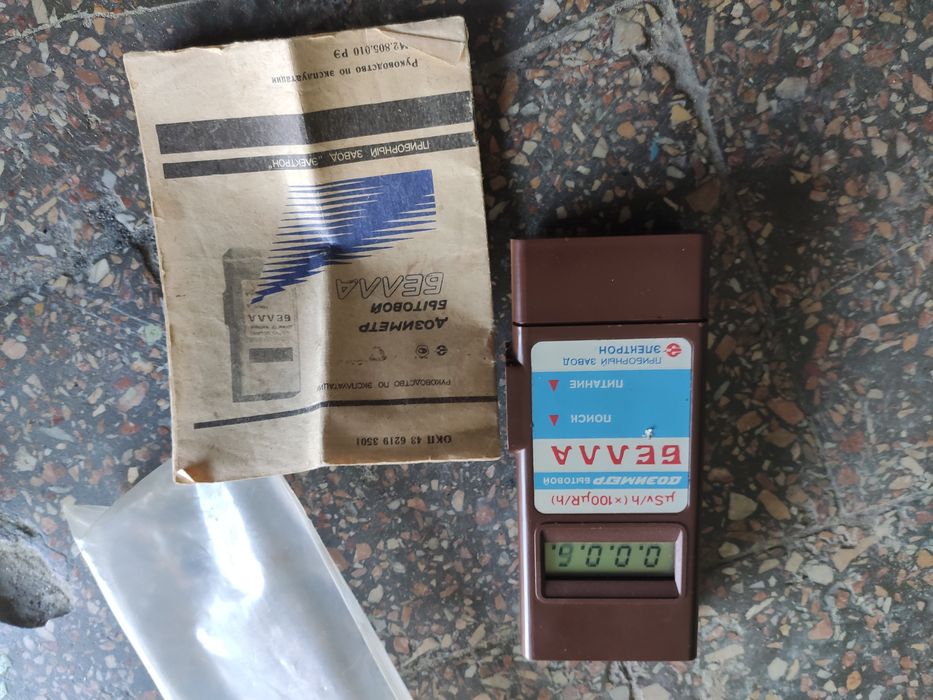 0.0.0.6.
µSv/h (×100µR/h)
ДОЗИМЕТР БЫТОВОЙ
БЕЛЛА
ПОИСК
ПИТАНИЕ
ПРИБОРНЫЙ ЗАВОД
ЭЛЕКТРОН
ОКП 43 6219 3501
РУКОВОДСТВО ПО ЭКСПЛУАТАЦИИ
ДОЗИМЕТР
БЫТОВОЙ
БЕЛЛА
БЕЛЛА
ПРИБОРНЫЙ ЗАВОД „ЭЛЕКТРОН"
Руководство по эксплуатации
2.805.010 РЭ